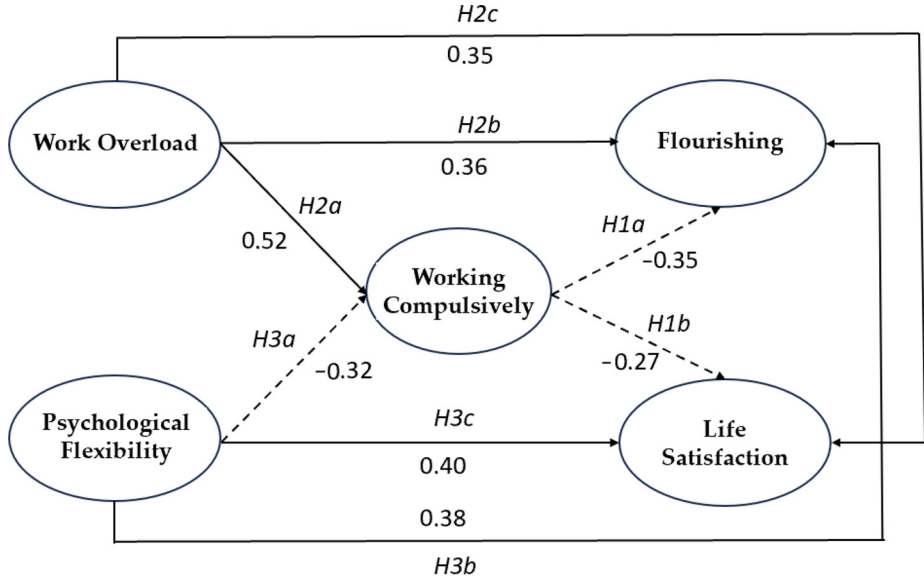 H2c
0.35
Work Overload
H2b
0.36
Flourishing
H2a
0.52
Working
Compulsively
H1a
−0.35
H1b
−0.27
H3a
−0.32
Psychological
Flexibility
H3c
0.40
Life
Satisfaction
0.38
H3b